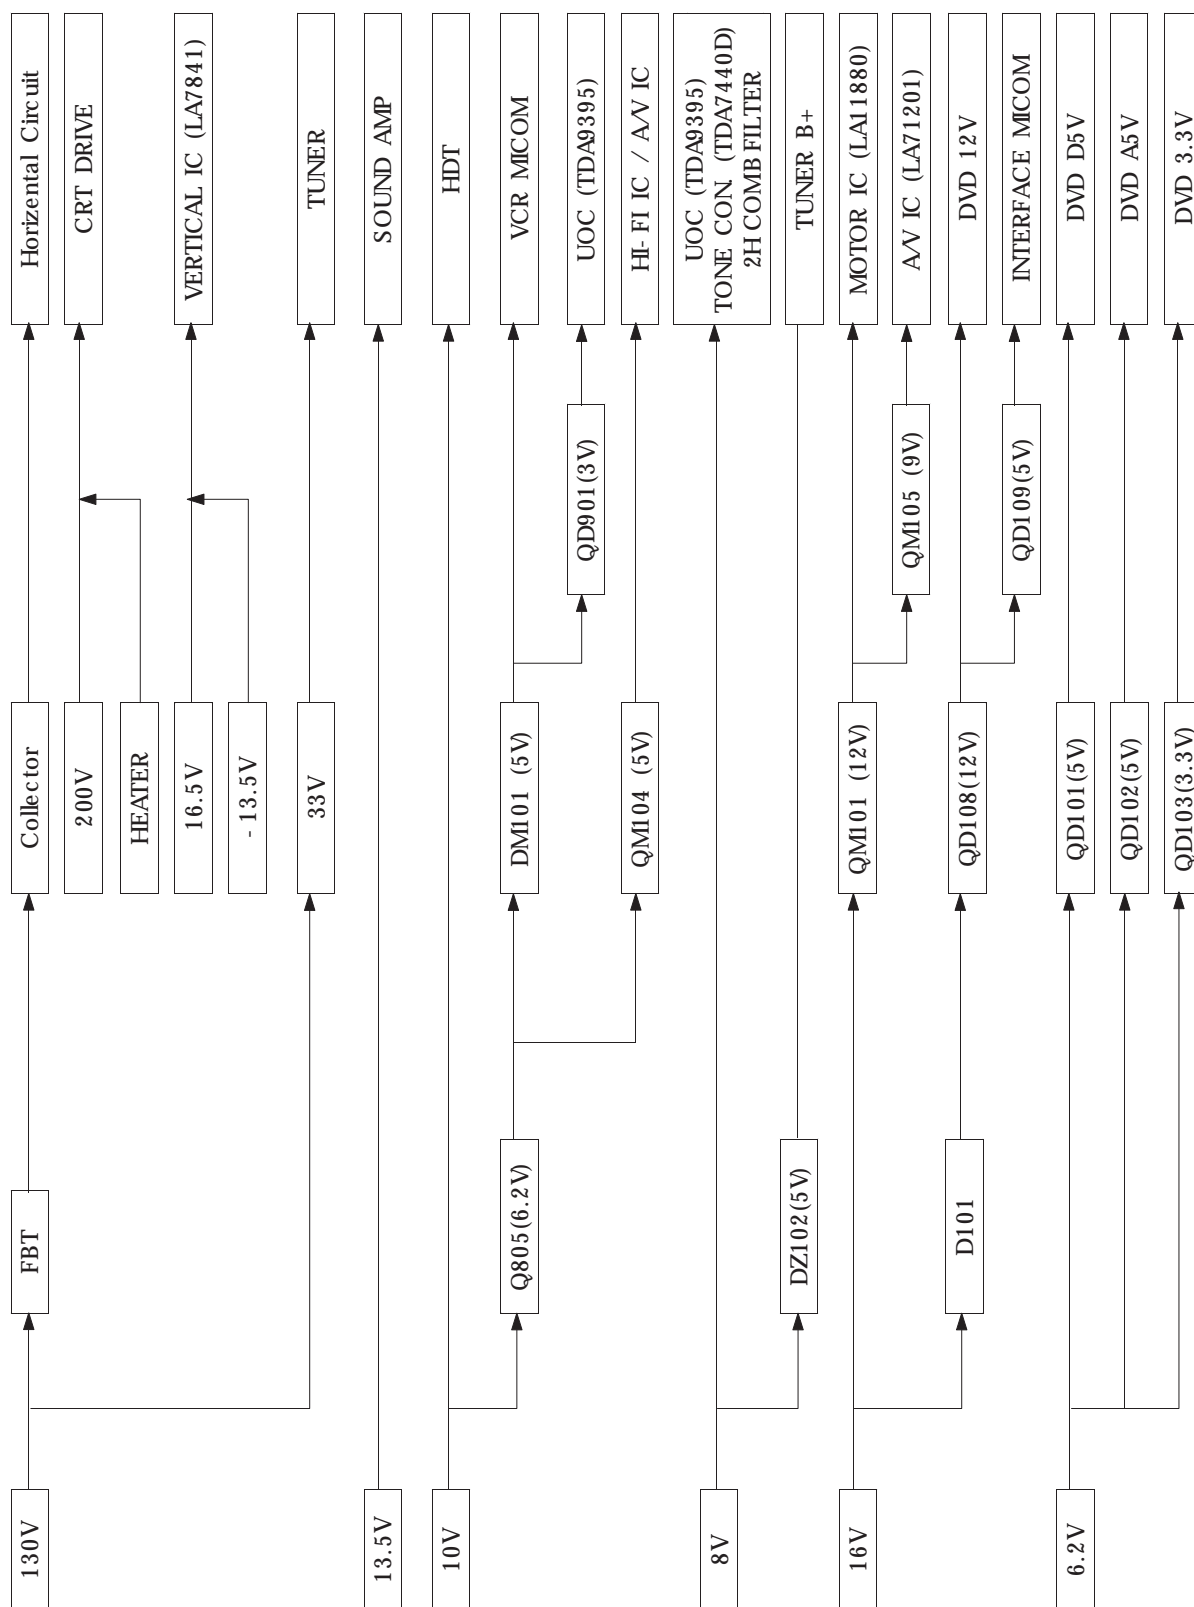 130V
FBT
Collector
Horizental Circuit
200V
CRT DRIVE
HEATER
16.5V
VERTICAL IC (LA7841)
- 13.5V
33V
TUNER
13.5V
SOUND AMP
10V
HDT
Q805(6.2V)
DM101 (5V)
VCR MICOM
QD901(3V)
UOC (TDA9395)
QM104 (5V)
HI- FI IC / A/V IC
8V
UOC (TDA9395)
TONE CON. (TDA7440D)
2H COMB FILTER
DZ102(5V)
TUNER B+
16V
QM101 (12V)
MOTOR IC (LA11880)
QM105 (9V)
A/V IC (LA71201)
D101
QD108(12V)
DVD 12V
QD109(5V)
INTERFACE MICOM
6.2V
QD101(5V)
DVD D5V
QD102(5V)
DVD A5V
QD103(3.3V)
DVD 3.3V